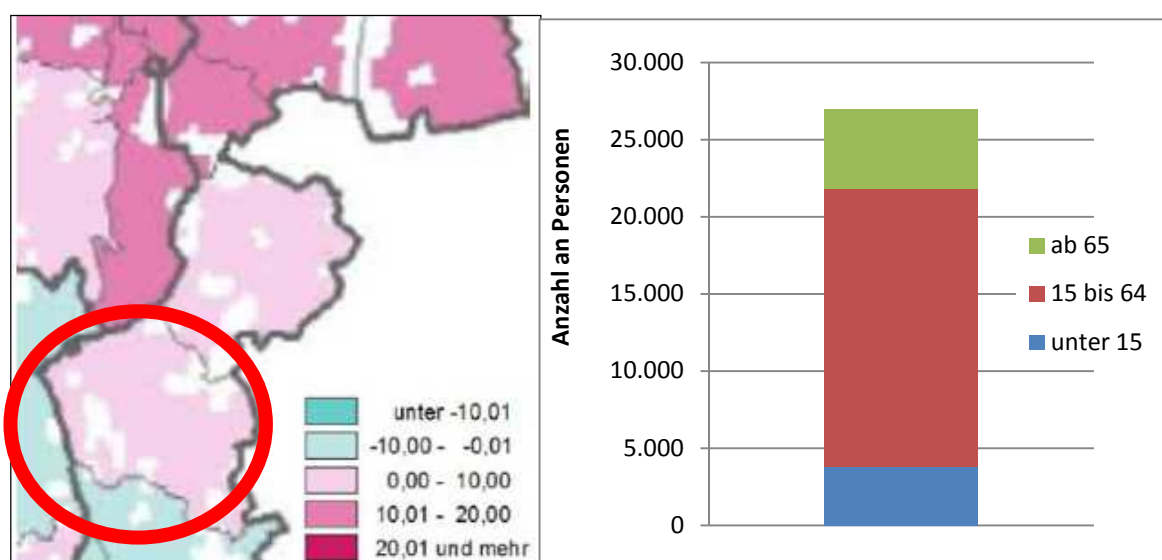 unter -10,01
-10,00 - -0,01
0,00 - 10,00
10,01 - 20,00
20,01 und mehr
Anzahl an Personen
30.000
25.000
20.000
15.000
10.000
5.000
0
ab 65
15 bis 64
unter 15